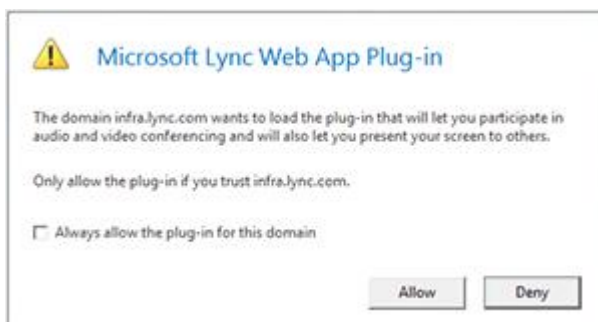 Microsoft Lync Web App Plug-in
The domain infra.lync.com wants to load the plug-in that will let you participate in
audio and video conferencing and will also let you present your screen to others.
Only allow the plug-in if you trust infra.lync.com.
Always allow the plug-in for this domain
Allow
Deny